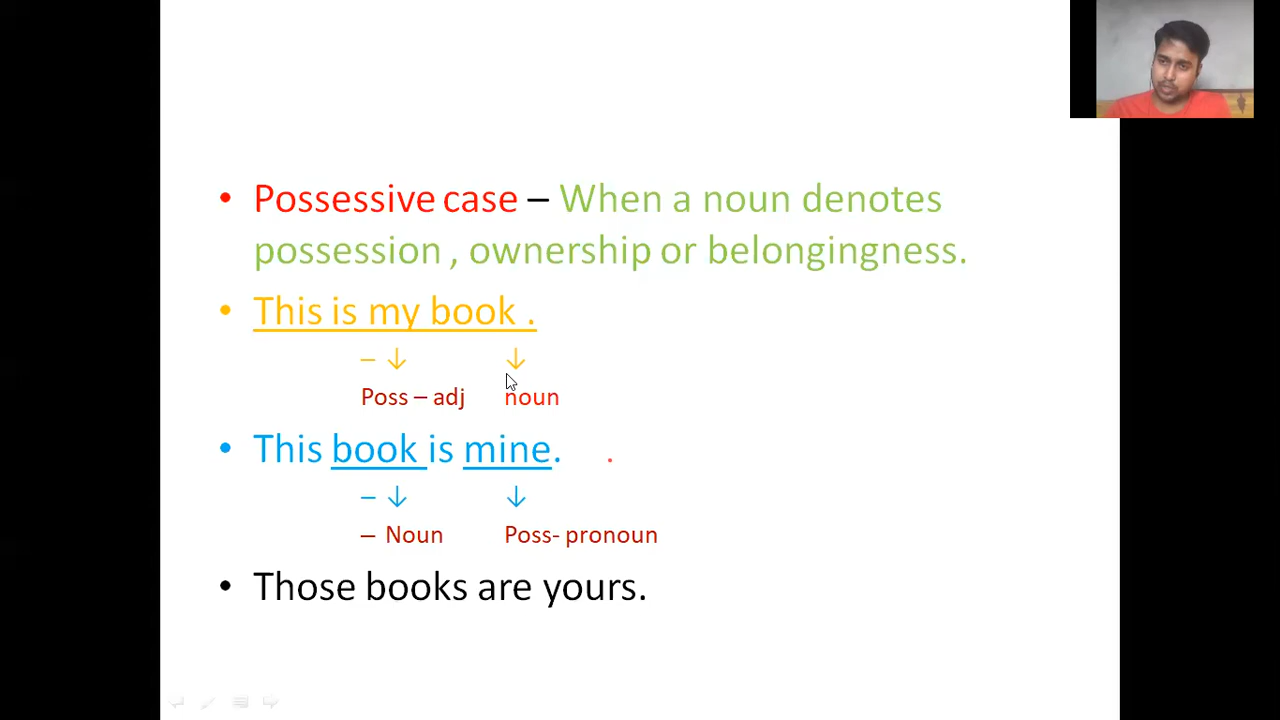 • Possessive case – When a noun denotes
possession , ownership or belongingness.
• This is my book .
– ↓ ↓
Poss – adj noun
• This book is mine. .
– ↓ ↓
– Noun Poss- pronoun
• Those books are yours.